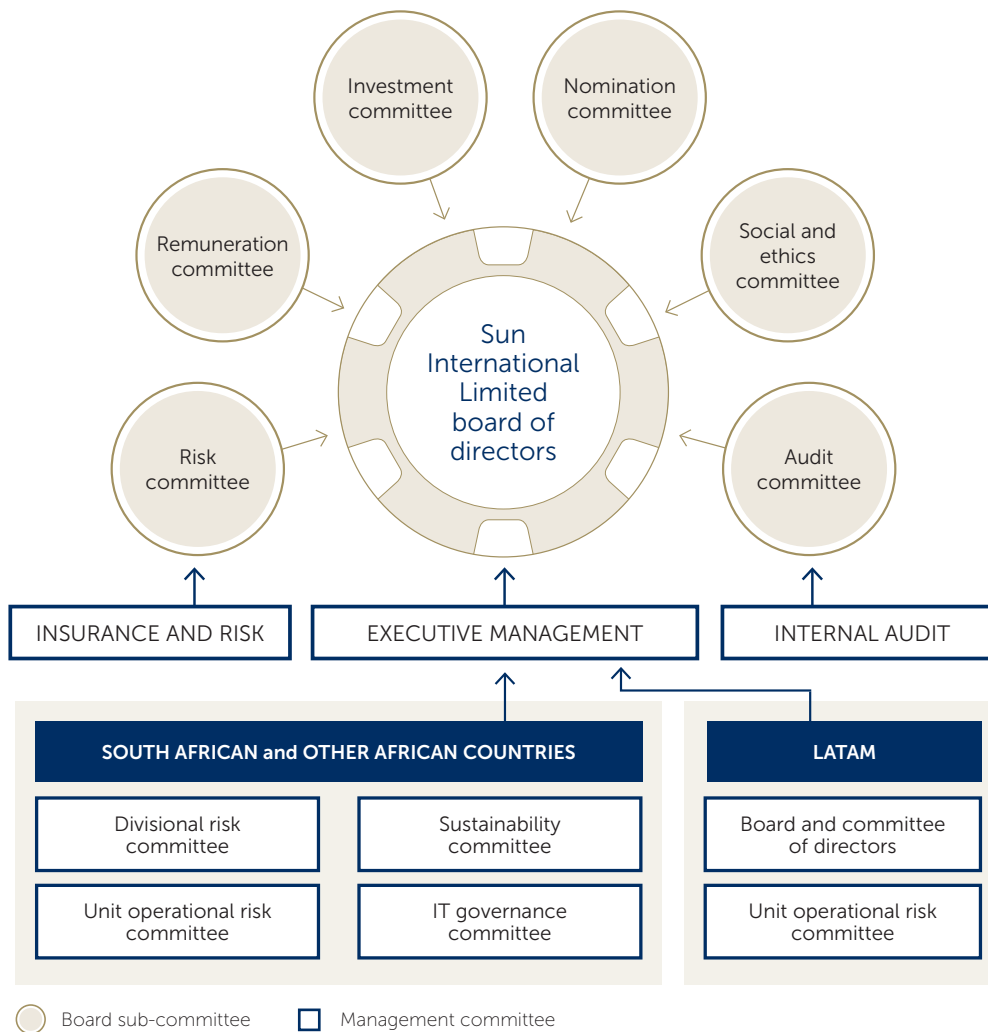 Investment
committee
Nomination
committee
Remuneration
committee
Social and
ethics
committee
Sun
International
Limited
board of
directors
Risk
committee
Audit
committee
INSURANCE AND RISK
EXECUTIVE MANAGEMENT
INTERNAL AUDIT
SOUTH AFRICAN and OTHER AFRICAN COUNTRIES
LATAM
Divisional risk
committee
Sustainability
committee
Board and committee
of directors
Unit operational risk
committee
IT governance
committee
Unit operational risk
committee
Board sub-committee
Management committee